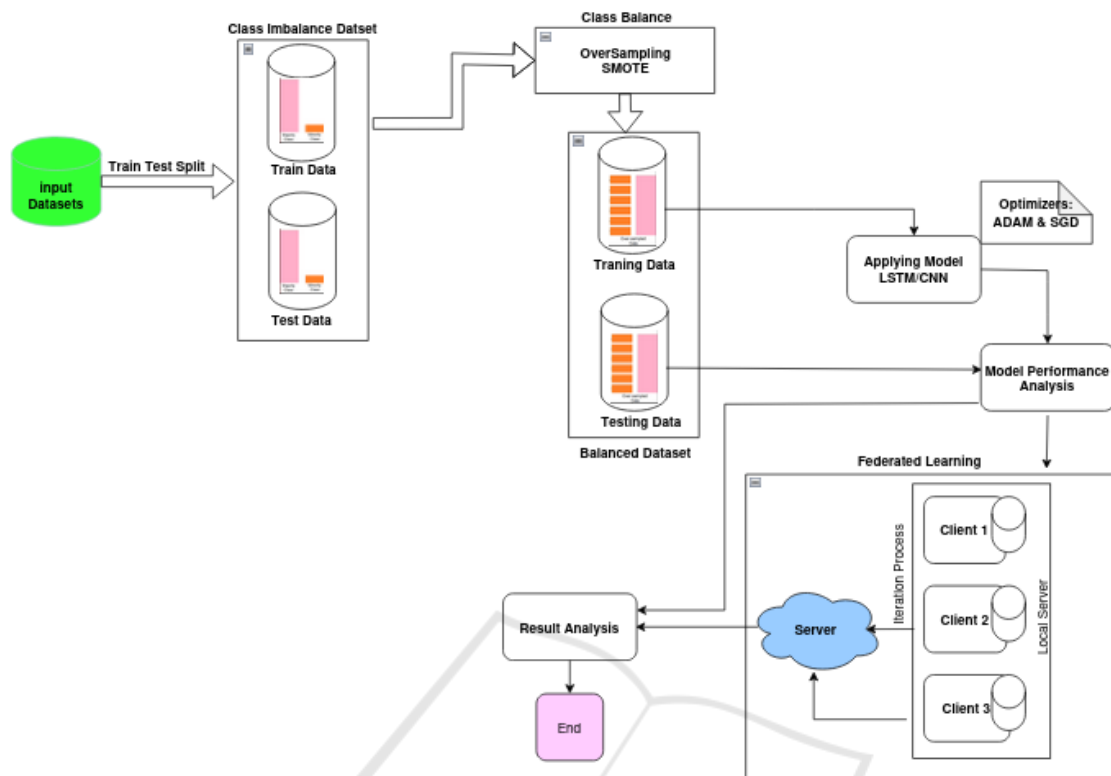 Class Imbalance Datset
Train Data
Test Data
input
Datasets
Train Test Split
Class Balance
OverSampling
SMOTE
Traning Data
Testing Data
Balanced Dataset
Optimizers:
ADAM & SGD
Applying Model
LSTM/CNN
Model Performance
Analysis
Federated Learning
Client 1
Client 2
Client 3
Iteration Process
Local Server
Server
Result Analysis
End